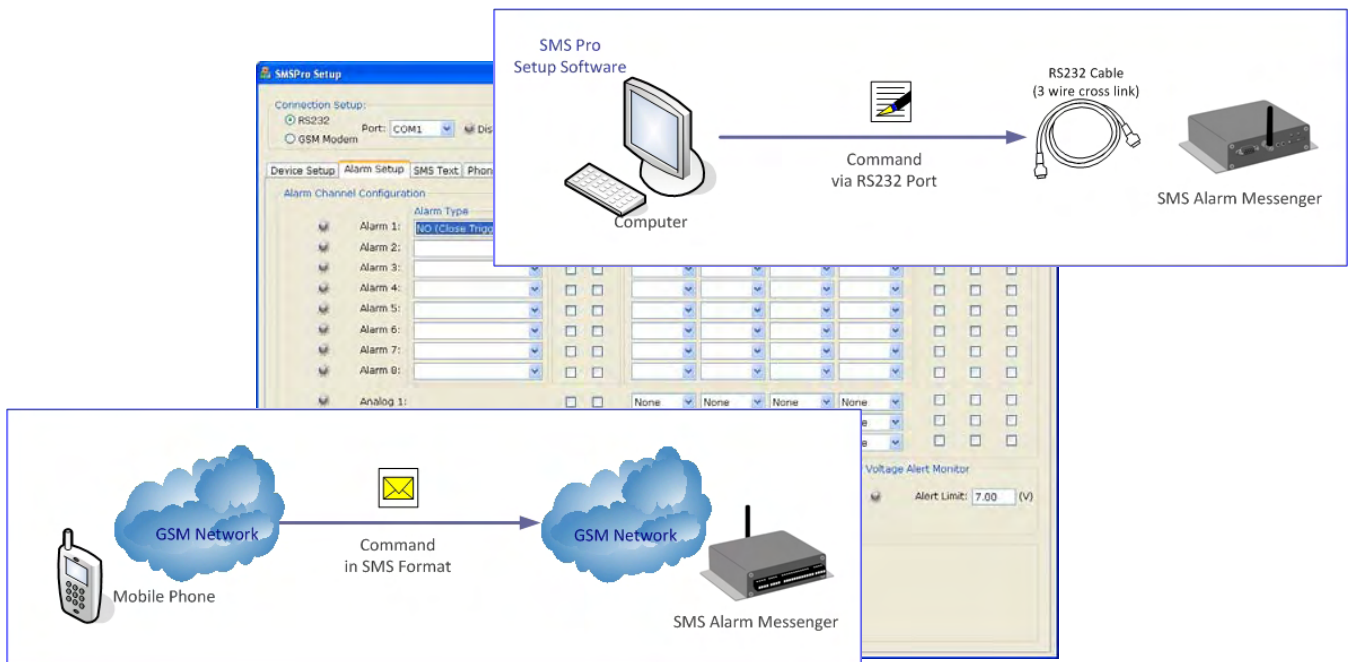 SMS Pro
Setup Software
RS232 Cable
(3 wire cross link)
Command
via RS232 Port
Computer
SMS Alarm Messenger
SMSPro Setup
Connection Setup:
RS232
Port: COM1
GSM Modem
Device Setup Alarm Setup SMS Text
Alarm Channel Configuration
Alarm Type
Alarm 1: NO (Close
Alarm 2:
Alarm 3:
Alarm 4:
Alarm 5:
Alarm 6:
Alarm 7:
Alarm 8:
Analog 1: None None None None
Voltage Alert Monitor
Alert Limit: 7.00 (V)
GSM Network
Command
in SMS Format
GSM Network
Mobile Phone
SMS Alarm Messenger